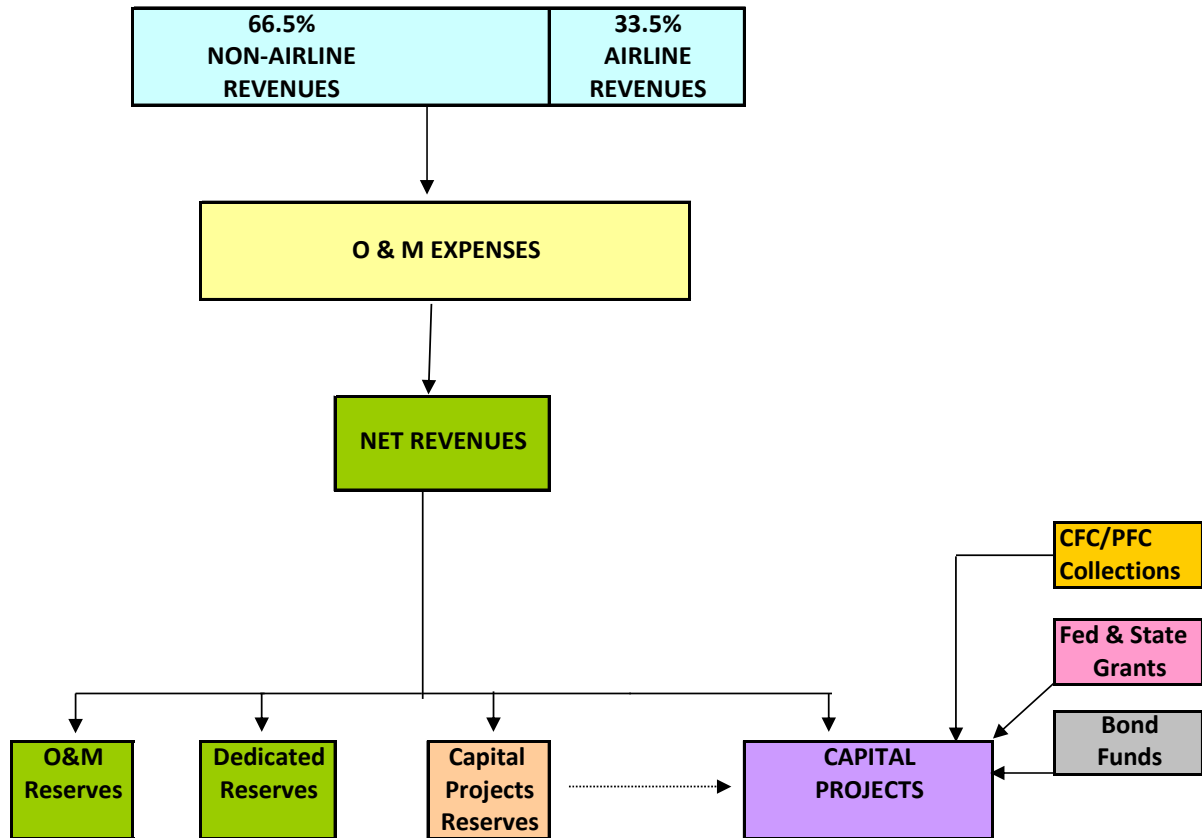 66.5%
NON-AIRLINE
REVENUES
33.5%
AIRLINE
REVENUES
O & M EXPENSES
NET REVENUES
CFC/PFC
Collections
Fed & State
Grants
Bond
Funds
O&M
Reserves
Dedicated
Reserves
Capital
Projects
Reserves
CAPITAL
PROJECTS